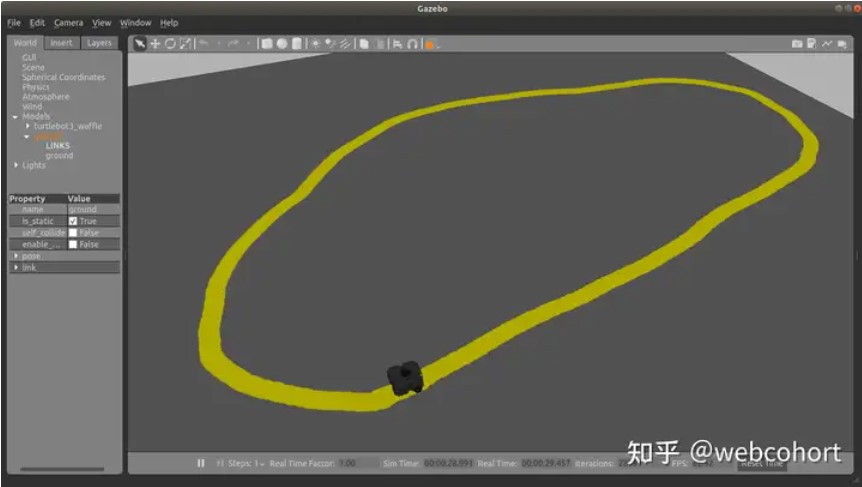 Gazebo
File Edit Camera View Window Help
World Insert Layers
GUI
Scene
Spherical Coordinates
Physics
Atmosphere
Wind
Models
turtlebot3_waffle
LINKS
ground
Lights
Property Value
name ground
is_static True
self_collide False
enable_... False
pose
link
Steps: 1 Real Time Factor: 1.00 Sim Time: 00:00:28.991 Real Time: 00:00:29.457 Iterations: FPS: Reset Time
知乎 @webcohort